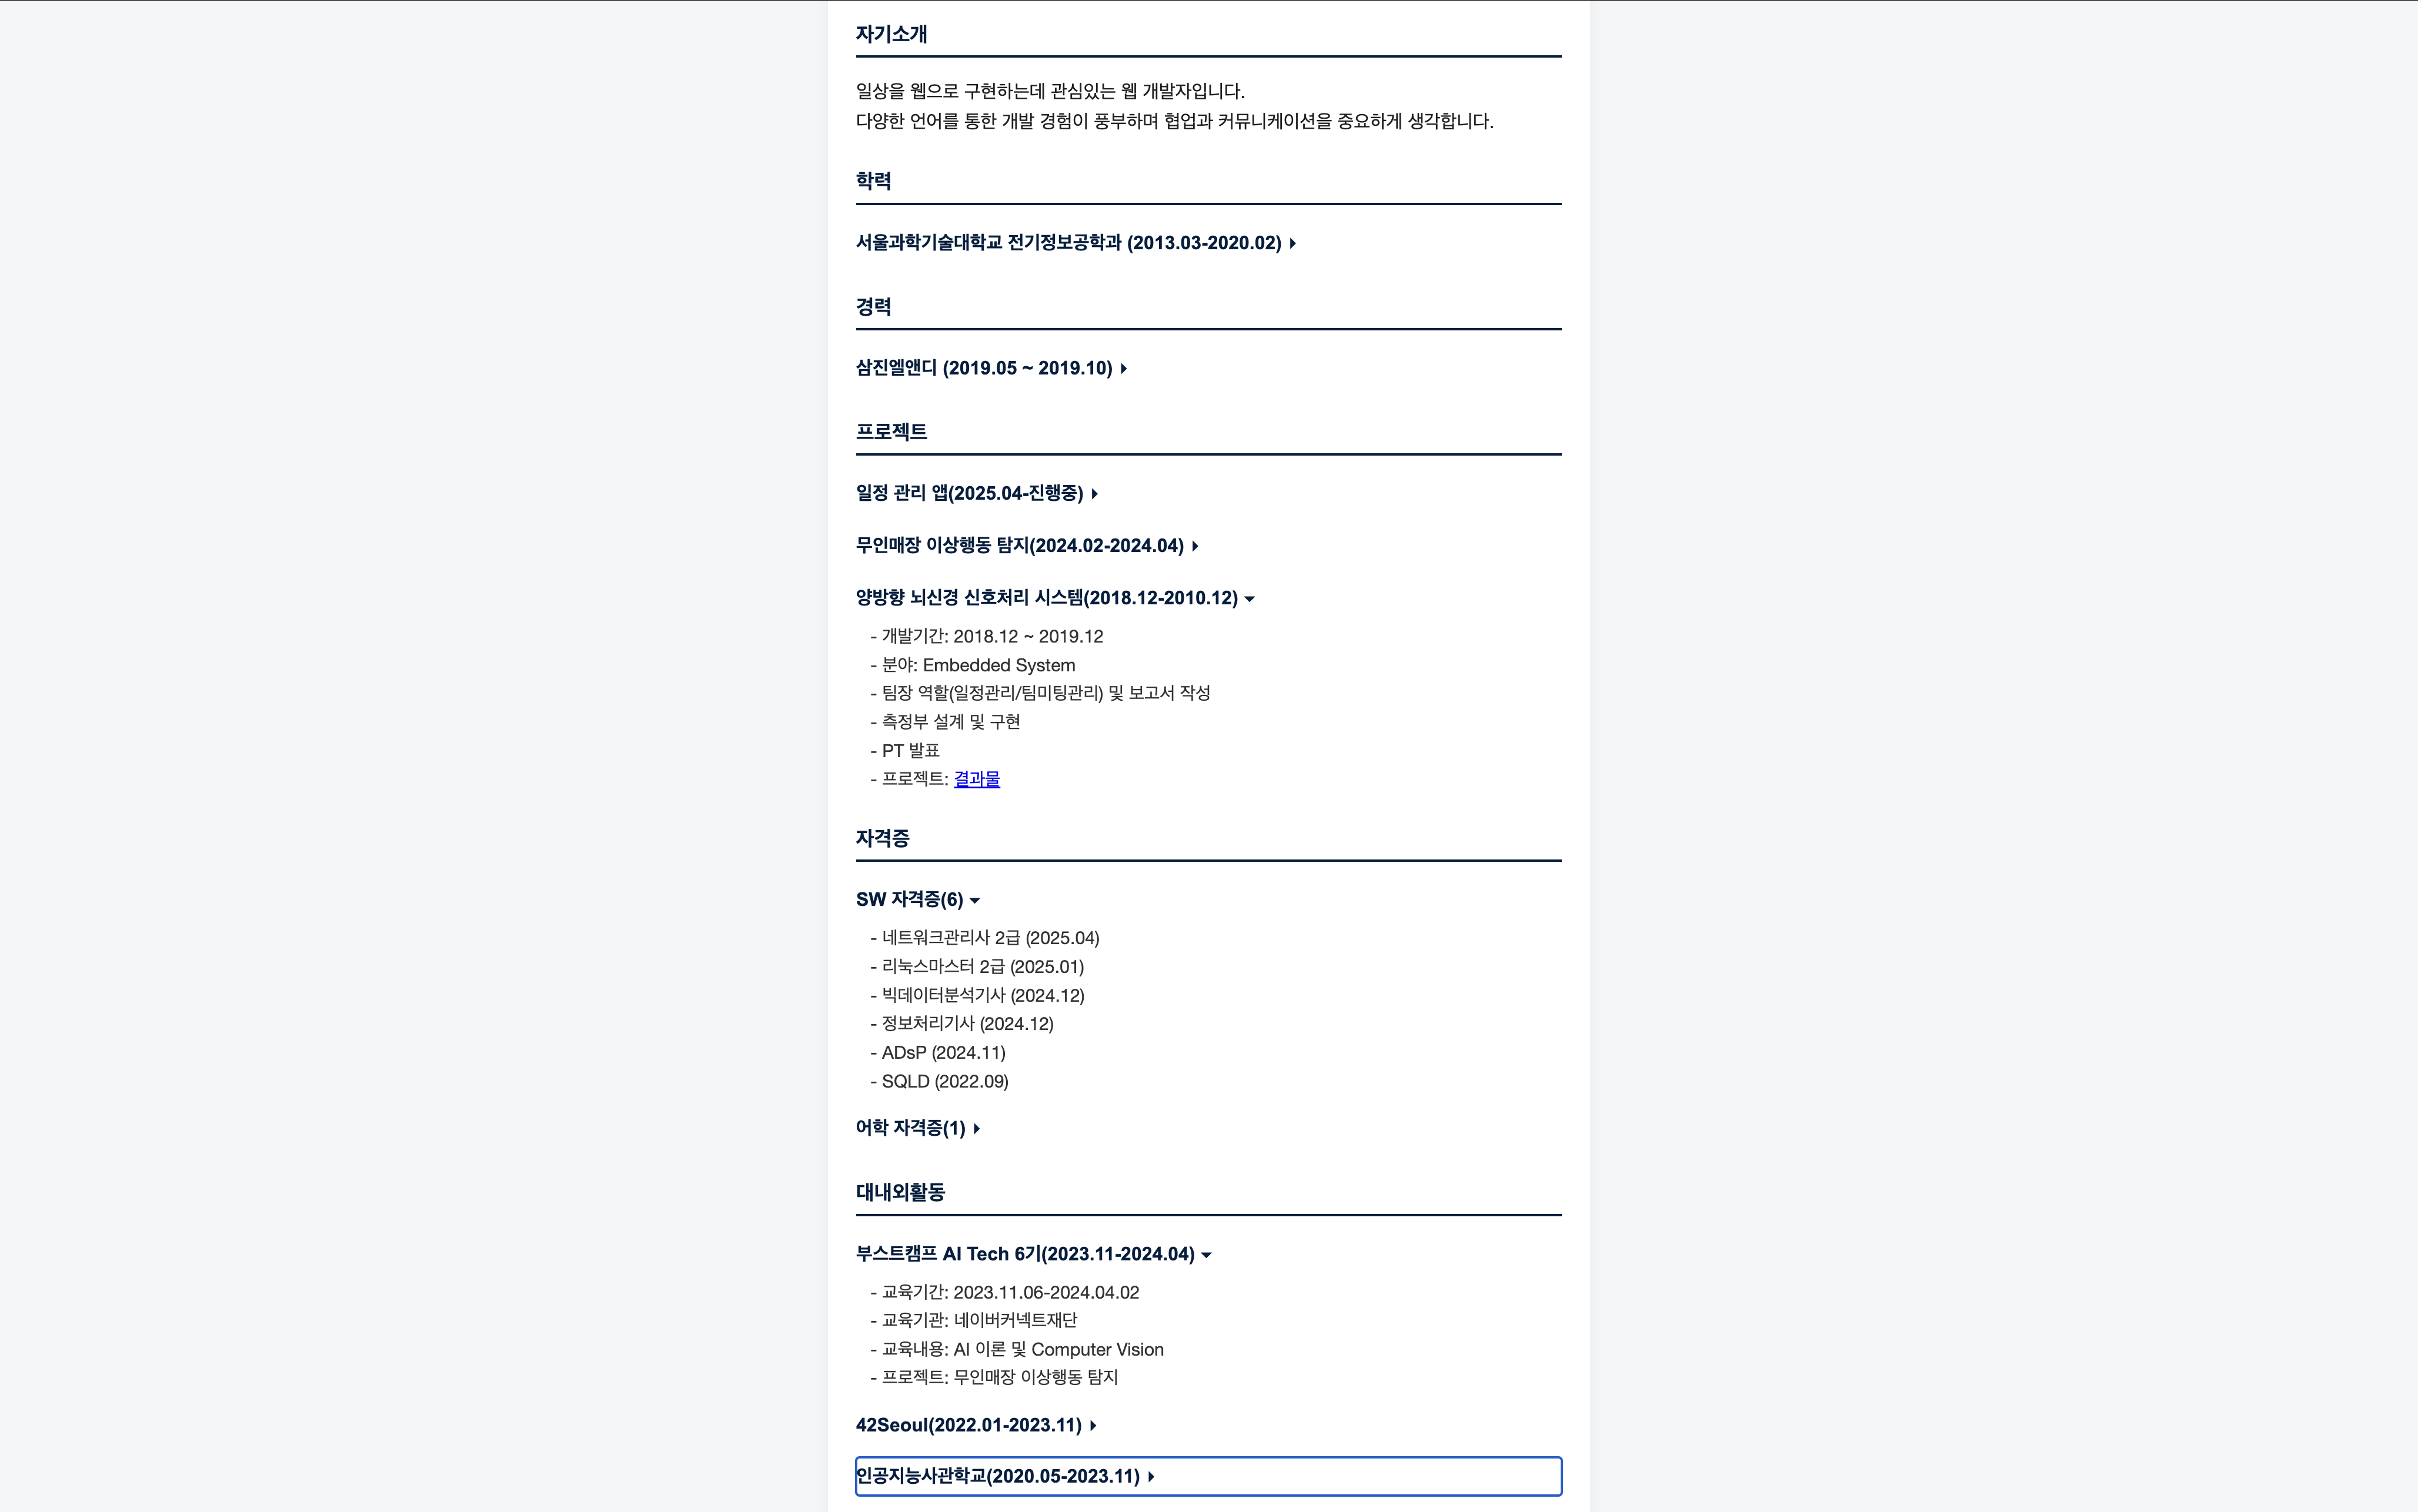 자기소개
일상을 웹으로 구현하는데 관심있는 웹 개발자입니다.
다양한 언어를 통한 개발 경험이 풍부하며 협업과 커뮤니케이션을 중요하게 생각합니다.
학력
서울과학기술대학교 전기정보공학과 (2013.03-2020.02)
경력
삼진엘앤디 (2019.05 ~ 2019.10)
프로젝트
일정 관리 앱(2025.04-진행중)
무인매장 이상행동 탐지(2024.02-2024.04)
양방향 뇌신경 신호처리 시스템(2018.12-2010.12)
- 개발기간: 2018.12 ~ 2019.12
- 분야: Embedded System
- 팀장 역할(일정관리/팀미팅관리) 및 보고서 작성
- 측정부 설계 및 구현
- PT 발표
- 프로젝트: 결과물
자격증
SW 자격증(6)
- 네트워크관리사 2급 (2025.04)
- 리눅스마스터 2급 (2025.01)
- 빅데이터분석기사 (2024.12)
- 정보처리기사 (2024.12)
- ADsP (2024.11)
- SQLD (2022.09)
어학 자격증(1)
대내외활동
부스트캠프 AI Tech 6기(2023.11-2024.04)
- 교육기간: 2023.11.06-2024.04.02
- 교육기관: 네이버커넥트재단
- 교육내용: AI 이론 및 Computer Vision
- 프로젝트: 무인매장 이상행동 탐지
42Seoul(2022.01-2023.11)
인공지능사관학교(2020.05-2023.11)